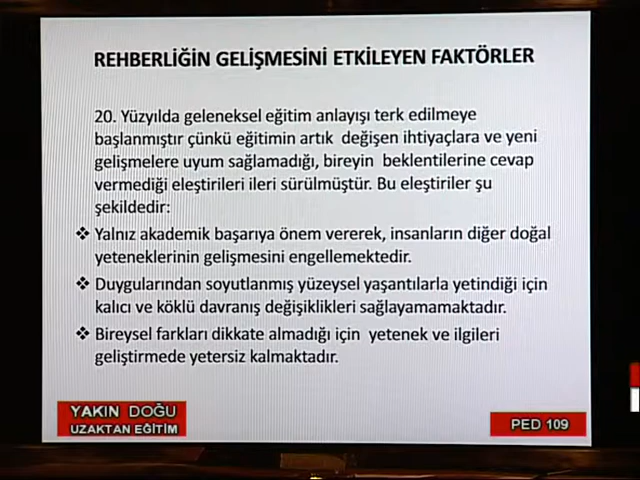 REHBERLİĞİN GELİŞMESİNİ ETKİLEYEN FAKTÖRLER
20. Yüzyılda geleneksel eğitim anlayışı terk edilmeye
başlanmıştır çünkü eğitimin artık değişen ihtiyaçlara ve yeni
gelişmelere uyum sağlamadığı, bireyin beklentilerine cevap
vermediği eleştirileri ileri sürülmüştür. Bu eleştiriler şu
şekildedir:
❖ Yalnız akademik başarıya önem vererek, insanların diğer doğal
yeteneklerinin gelişmesini engellemektedir.
❖ Duygularından soyutlanmış yüzeysel yaşantılarla yetindiği için
kalıcı ve köklü davranış değişiklikleri sağlayamamaktadır.
❖ Bireysel farkları dikkate almadığı için yetenek ve ilgileri
geliştirmede yetersiz kalmaktadır.
YAKIN DOĞU
UZAKTAN EĞİTİM
PED 109